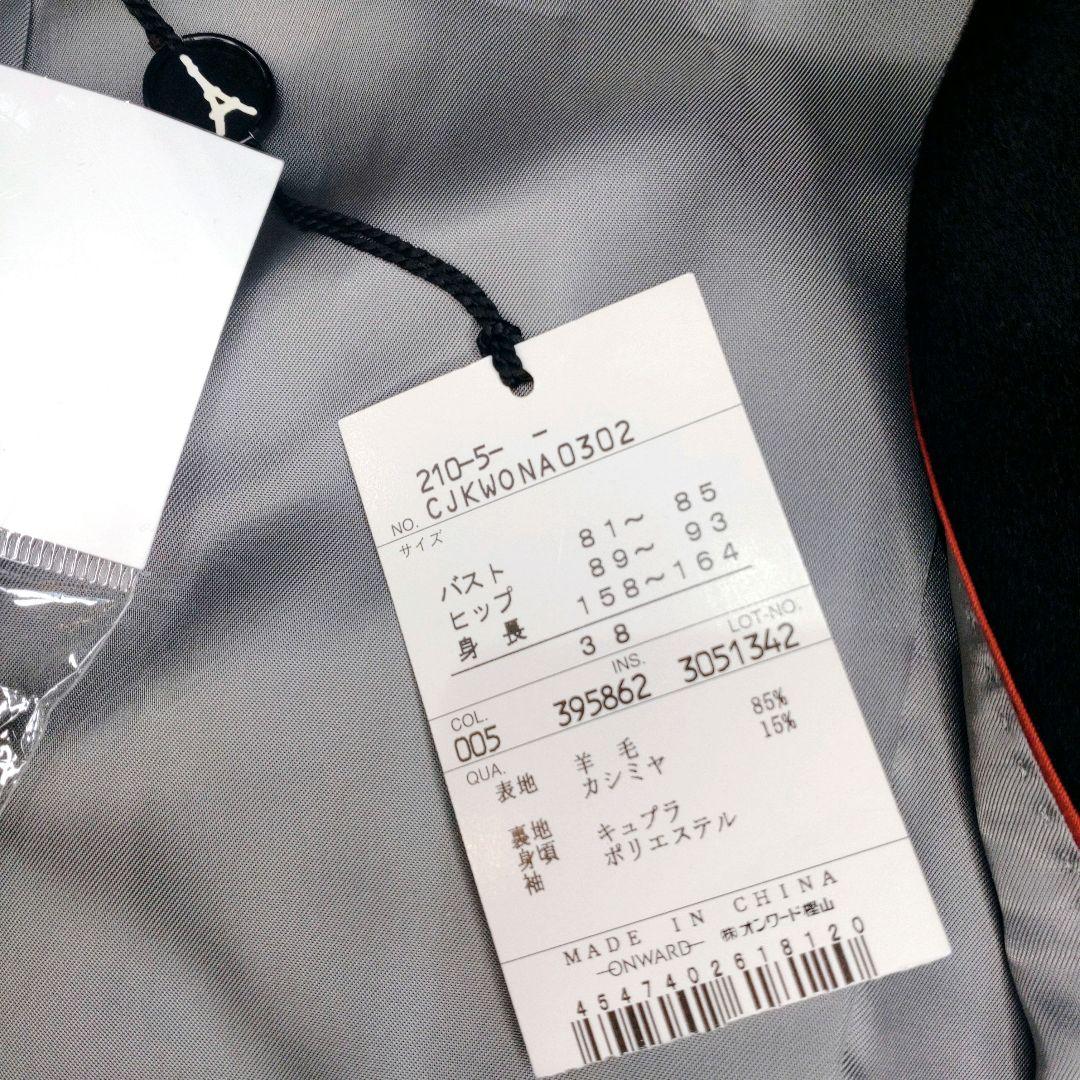 210-5- -
NO. CJKWONA0302
サイズ
バスト 81～ 85
ヒップ 89～ 93
身 長 158～164
38
COL. INS. LOT-NO.
005 395862 3051342
QUA.
表地 羊 毛 85%
カシミヤ 15%
裏地
身頃 キュプラ
袖 ポリエステル
MADE IN CHINA
ONWARD ㈱オンワード樫山
4547402618120